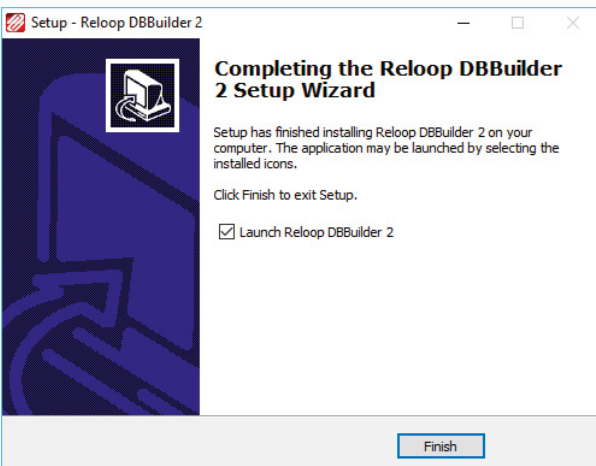 Setup - Reloop DBBuilder 2
Completing the Reloop DBBuilder
2 Setup Wizard
Setup has finished installing Reloop DBBuilder 2 on your
computer. The application may be launched by selecting the
installed icons.
Click Finish to exit Setup.
Launch Reloop DBBuilder 2
Finish